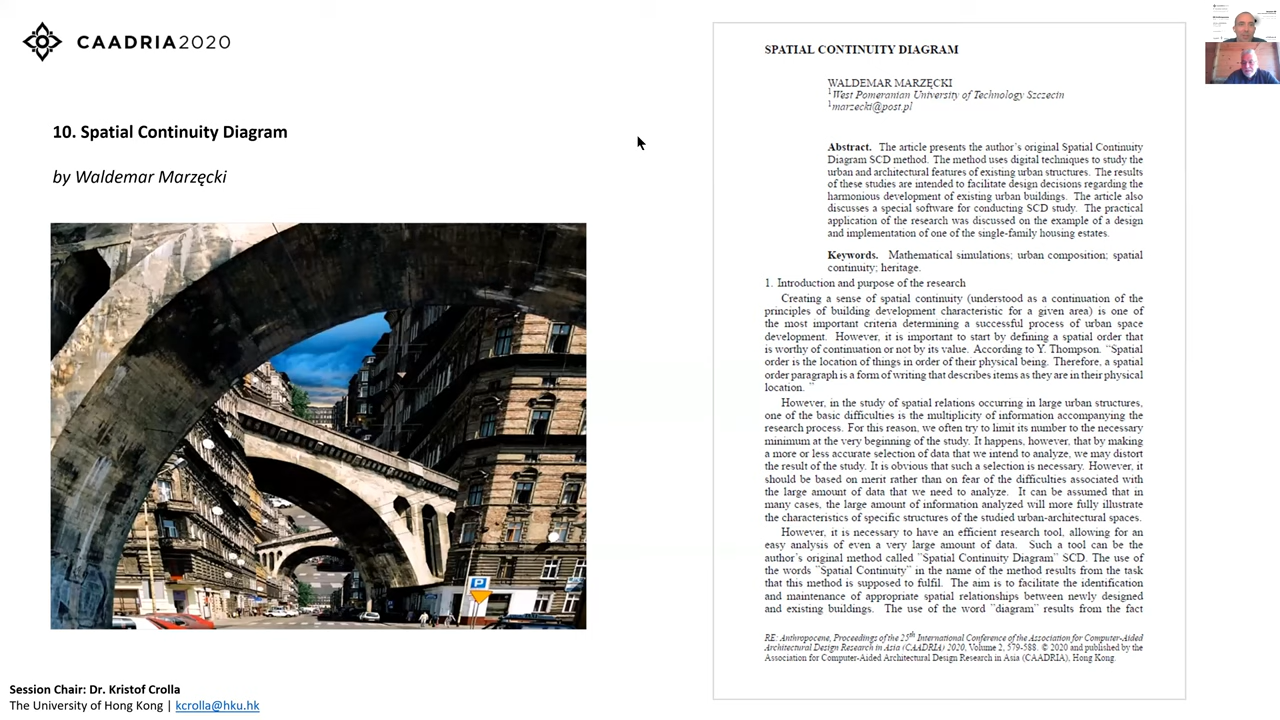 CAADRIA2020
10. Spatial Continuity Diagram
by Waldemar Marzęcki
P
Session Chair: Dr. Kristof Crolla
The University of Hong Kong | kcrolla@hku.hk
SPATIAL CONTINUITY DIAGRAM
WALDEMAR MARZĘCKI
1West Pomeranian University of Technology Szczecin
1marzecki@post.pl
Abstract. The article presents the author's original Spatial Continuity
Diagram SCD method. The method uses digital techniques to study the
urban and architectural features of existing urban structures. The results
of these studies are intended to facilitate design decisions regarding the
harmonious development of existing urban buildings. The article also
discusses a special software for conducting SCD study. The practical
application of the research was discussed on the example of a design
and implementation of one of the single-family housing estates.
Keywords. Mathematical simulations; urban composition; spatial
continuity; heritage.
1. Introduction and purpose of the research
Creating a sense of spatial continuity (understood as a continuation of the
principles of building development characteristic for a given area) is one of
the most important criteria determining a successful process of urban space
development. However, it is important to start by defining a spatial order that
is worthy of continuation or not by its value. According to Y. Thompson. "Spatial
order is the location of things in order of their physical being. Therefore, a spatial
order paragraph is a form of writing that describes items as they are in their physical
location. "
However, in the study of spatial relations occurring in large urban structures,
one of the basic difficulties is the multiplicity of information accompanying the
research process. For this reason, we often try to limit its number to the necessary
minimum at the very beginning of the study. It happens, however, that by making
a more or less accurate selection of data that we intend to analyze, we may distort
the result of the study. It is obvious that such a selection is necessary. However, it
should be based on merit rather than on fear of the difficulties associated with
the large amount of data that we need to analyze. It can be assumed that in
many cases, the large amount of information analyzed will more fully illustrate
the characteristics of specific structures of the studied urban-architectural spaces.
However, it is necessary to have an efficient research tool, allowing for an
easy analysis of even a very large amount of data. Such a tool can be the
author's original method called "Spatial Continuity Diagram" SCD. The use of
the words "Spatial Continuity" in the name of the method results from the task
that this method is supposed to fulfil. The aim is to facilitate the identification
and maintenance of appropriate spatial relationships between newly designed
and existing buildings. The use of the word "diagram" results from the fact
RE: Anthropocene, Proceedings of the 25th International Conference of the Association for Computer-Aided
Architectural Design Research in Asia (CAADRIA) 2020, Volume 2, 579-588. © 2020 and published by the
Association for Computer-Aided Architectural Design Research in Asia (CAADRIA), Hong Kong.